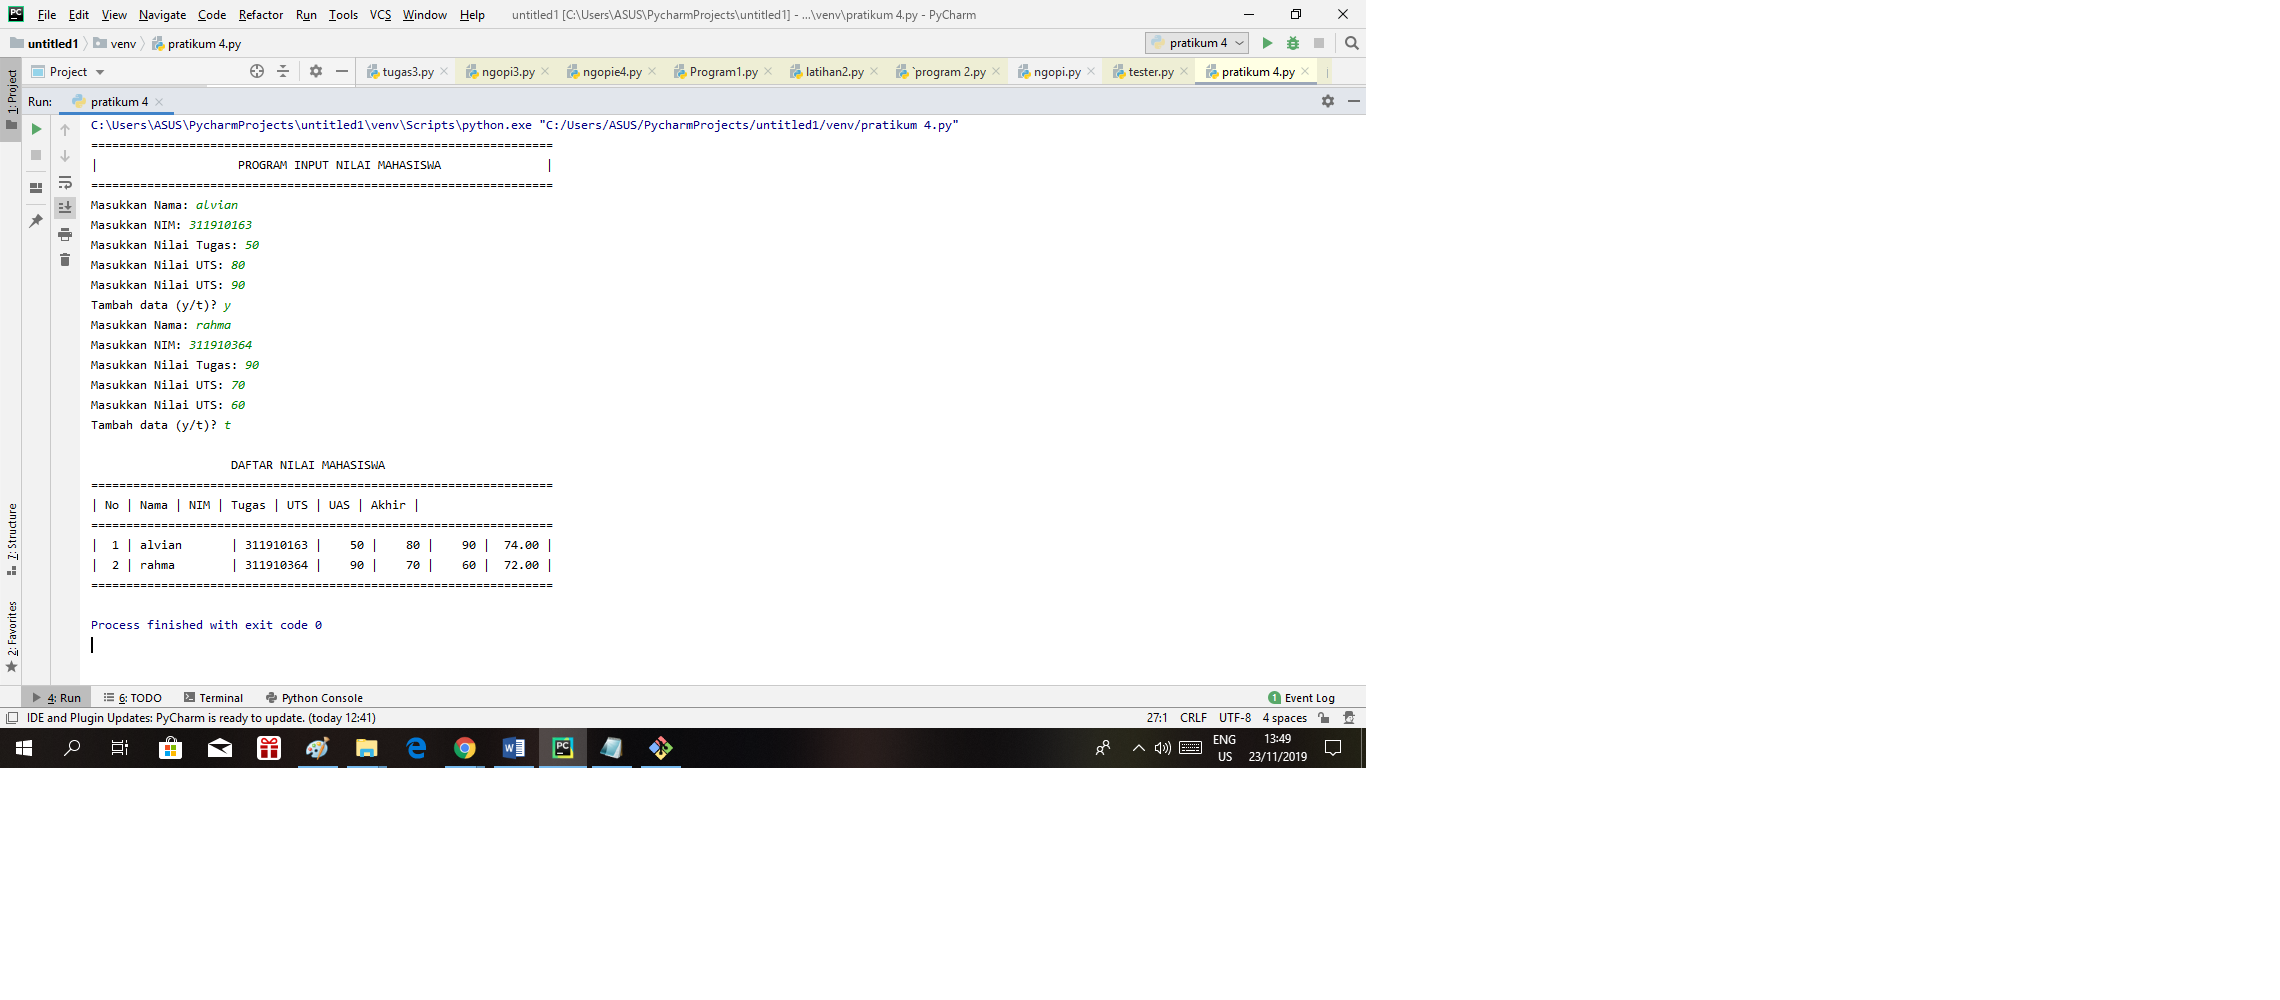 PC File Edit View Navigate Code Refactor Run Tools VCS Window Help untitled1 [C:\Users\ASUS\PycharmProjects\untitled1] - ...\venv\pratikum 4.py - PyCharm
untitled1 venv pratikum 4.py pratikum 4
Project tugas3.py ngopi3.py ngopie4.py Program1.py latihan2.py `program 2.py ngopi.py tester.py pratikum 4.py
1: Project
Run: pratikum 4
C:\Users\ASUS\PycharmProjects\untitled1\venv\Scripts\python.exe "C:/Users/ASUS/PycharmProjects/untitled1/venv/pratikum 4.py"
==================================================================
| PROGRAM INPUT NILAI MAHASISWA |
==================================================================
Masukkan Nama: alvian
Masukkan NIM: 311910163
Masukkan Nilai Tugas: 50
Masukkan Nilai UTS: 80
Masukkan Nilai UTS: 90
Tambah data (y/t)? y
Masukkan Nama: rahma
Masukkan NIM: 311910364
Masukkan Nilai Tugas: 90
Masukkan Nilai UTS: 70
Masukkan Nilai UTS: 60
Tambah data (y/t)? t
DAFTAR NILAI MAHASISWA
==================================================================
| No | Nama | NIM | Tugas | UTS | UAS | Akhir |
==================================================================
| 1 | alvian | 311910163 | 50 | 80 | 90 | 74.00 |
| 2 | rahma | 311910364 | 90 | 70 | 60 | 72.00 |
==================================================================
Process finished with exit code 0
7: Structure
2: Favorites
4: Run 6: TODO Terminal Python Console 1 Event Log
IDE and Plugin Updates: PyCharm is ready to update. (today 12:41) 27:1 CRLF UTF-8 4 spaces
ENG 13:49
US 23/11/2019